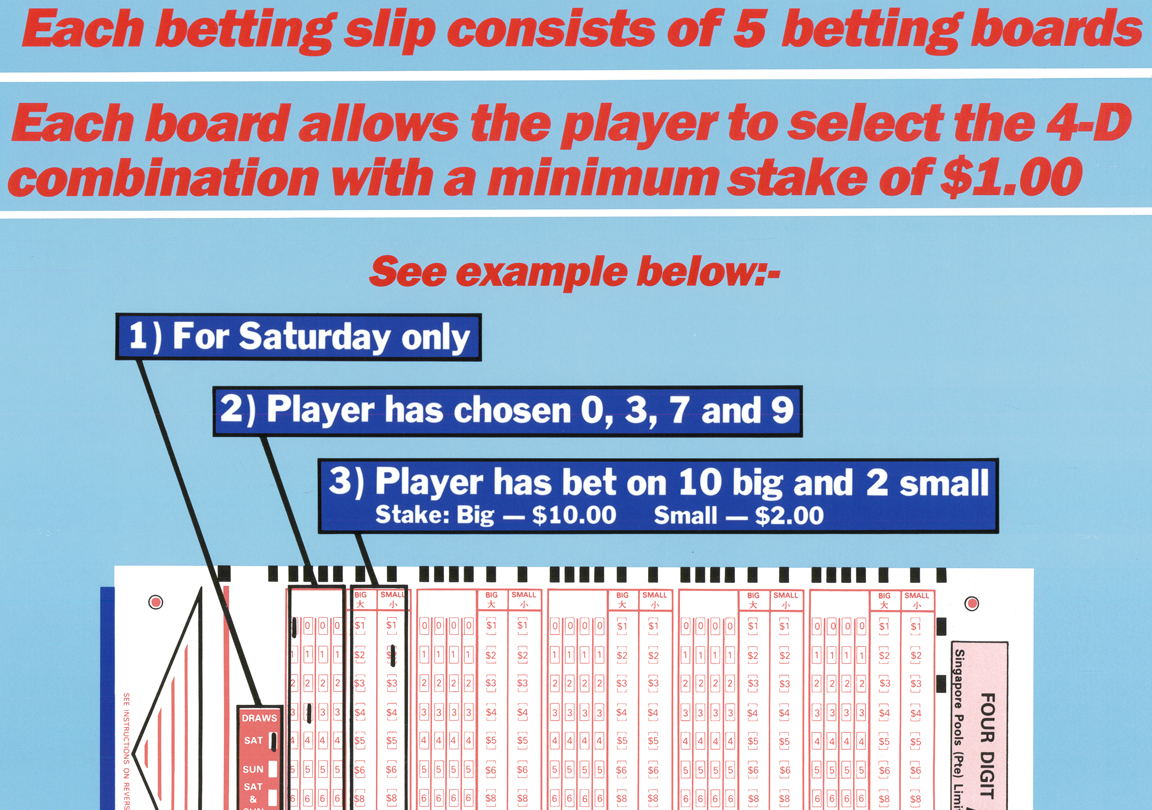 Each betting slip consists of 5 betting boards
Each board allows the player to select the 4-D
combination with a minimum stake of $1.00
See example below:-
1) For Saturday only
2) Player has chosen 0, 3, 7 and 9
3) Player has bet on 10 big and 2 small
Stake: Big — $10.00 Small — $2.00
BIG SMALL BIG SMALL BIG SMALL BIG SMALL BIG SMALL
大 小 大 小 大 小 大 小 大 小
0 0 0 $1 $1 0 0 0 0 $1 $1 0 0 0 0 $1 $1 0 0 0 0 $1 $1 0 0 0 0 $1 $1
1 1 1 1 $2 1 1 1 1 $2 $2 1 1 1 1 $2 $2 1 1 1 1 $2 $2 1 1 1 1 $2 $2
2 2 2 2 $3 $3 2 2 2 2 $3 $3 2 2 2 2 $3 $3 2 2 2 2 $3 $3 2 2 2 2 $3 $3
3 3 3 $4 $4 3 3 3 3 $4 $4 3 3 3 3 $4 $4 3 3 3 3 $4 $4 3 3 3 3 $4 $4
4 4 4 4 $5 $5 4 4 4 4 $5 $5 4 4 4 4 $5 $5 4 4 4 4 $5 $5 4 4 4 4 $5 $5
5 5 5 5 $6 $6 5 5 5 5 $6 $6 5 5 5 5 $6 $6 5 5 5 5 $6 $6 5 5 5 5 $6 $6
6 6 6 6 $8 $8 6 6 6 6 $8 $8 6 6 6 6 $8 $8 6 6 6 6 $8 $8 6 6 6 6 $8 $8
DRAWS
SAT
SUN
SAT
&
SEE INSTRUCTIONS ON
FOUR DIGIT
Singapore Pools (Pte)